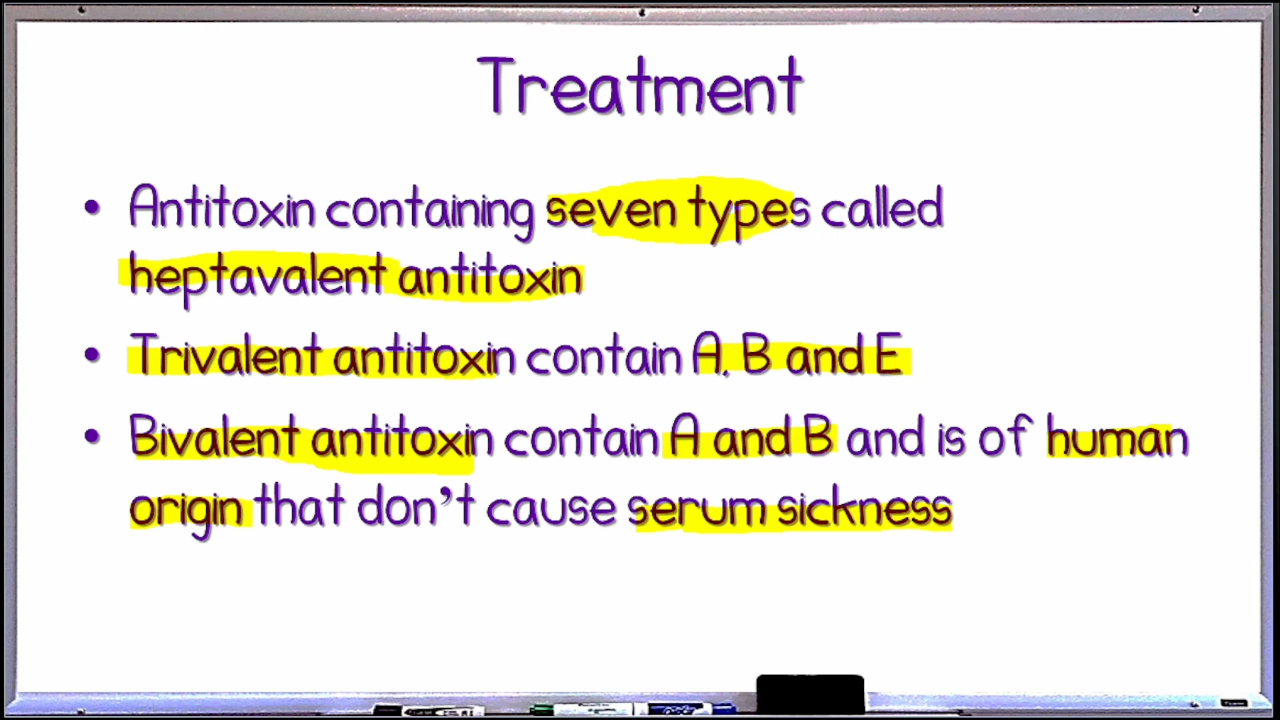 Treatment
• Antitoxin containing seven types called
heptavalent antitoxin
• Trivalent antitoxin contain A, B and E
• Bivalent antitoxin contain A and B and is of human
origin that don't cause serum sickness